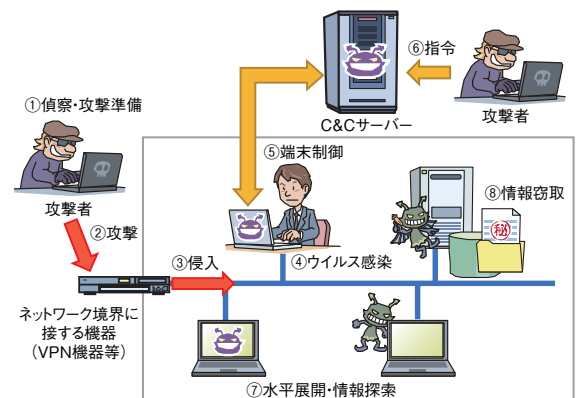 ①偵察・攻撃準備
攻撃者
②攻撃
ネットワーク境界に
接する機器
（VPN機器等）
③侵入
④ウイルス感染
⑤端末制御
C&Cサーバー
⑥指令
攻撃者
⑦水平展開・情報探索
⑧情報窃取
秘